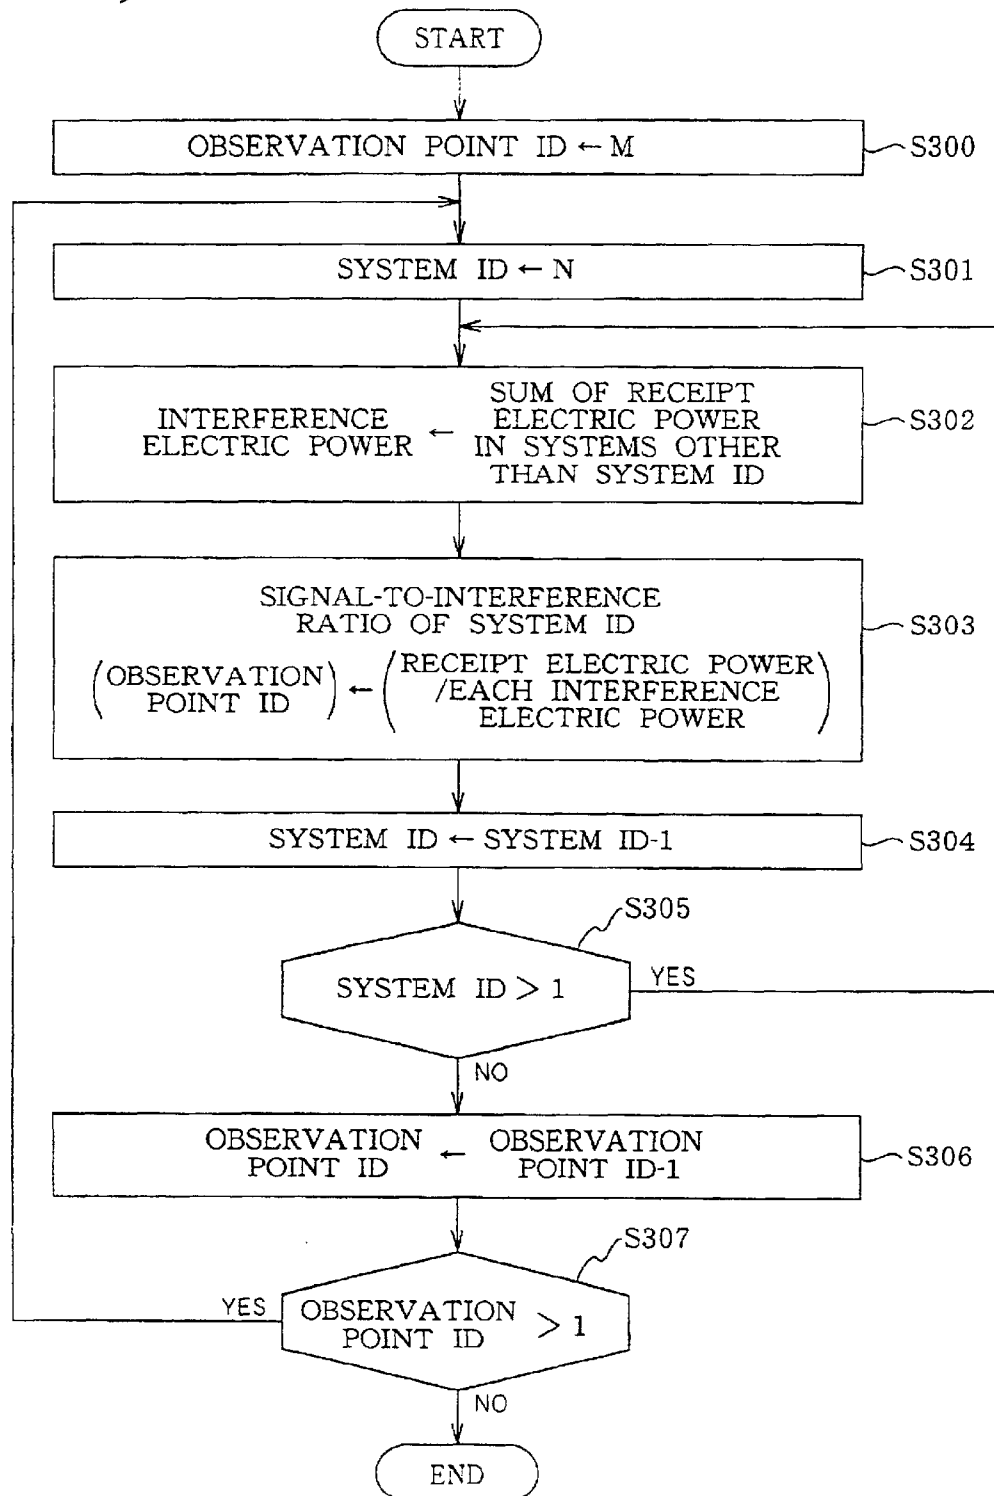 START
OBSERVATION POINT ID ← M
S300
SYSTEM ID ← N
S301
INTERFERENCE
ELECTRIC POWER
←
SUM OF RECEIPT
ELECTRIC POWER
IN SYSTEMS OTHER
THAN SYSTEM ID
S302
SIGNAL-TO-INTERFERENCE
RATIO OF SYSTEM ID
(OBSERVATION
POINT ID)
←
(RECEIPT ELECTRIC POWER
/EACH INTERFERENCE
ELECTRIC POWER)
S303
SYSTEM ID ← SYSTEM ID-1
S304
S305
SYSTEM ID > 1
YES
NO
OBSERVATION
POINT ID
←
OBSERVATION
POINT ID-1
S306
S307
YES
OBSERVATION
POINT ID
> 1
NO
END